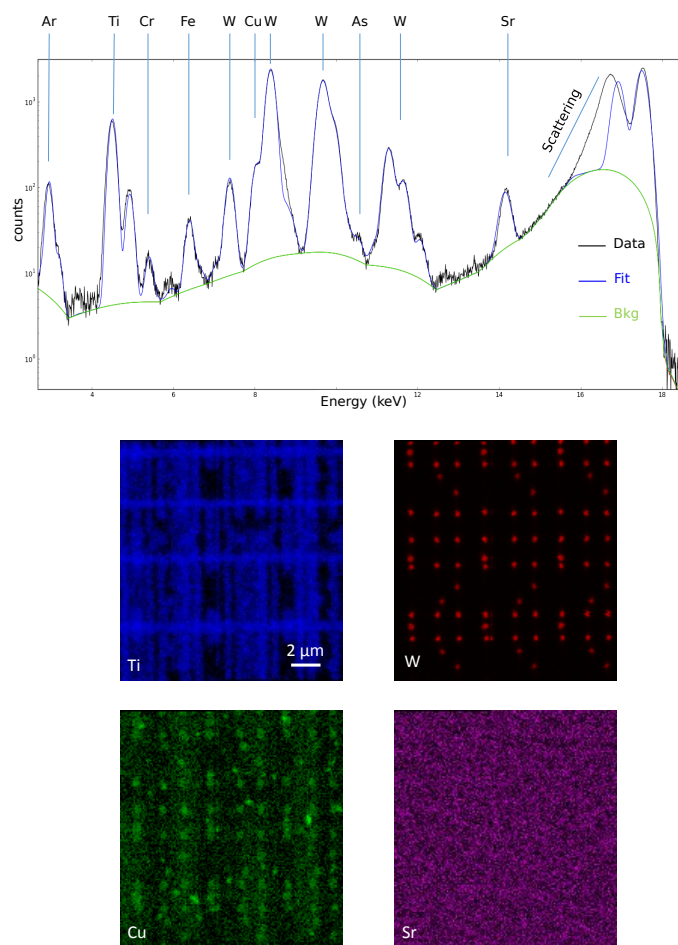 Ar Ti Cr Fe W Cu W W As W Sr
10³
10²
10¹
10⁰
counts
Scattering
Data
Fit
Bkg
4 6 8 10 12 14 16 18
Energy (keV)
2 μm
Ti
W
Cu
Sr